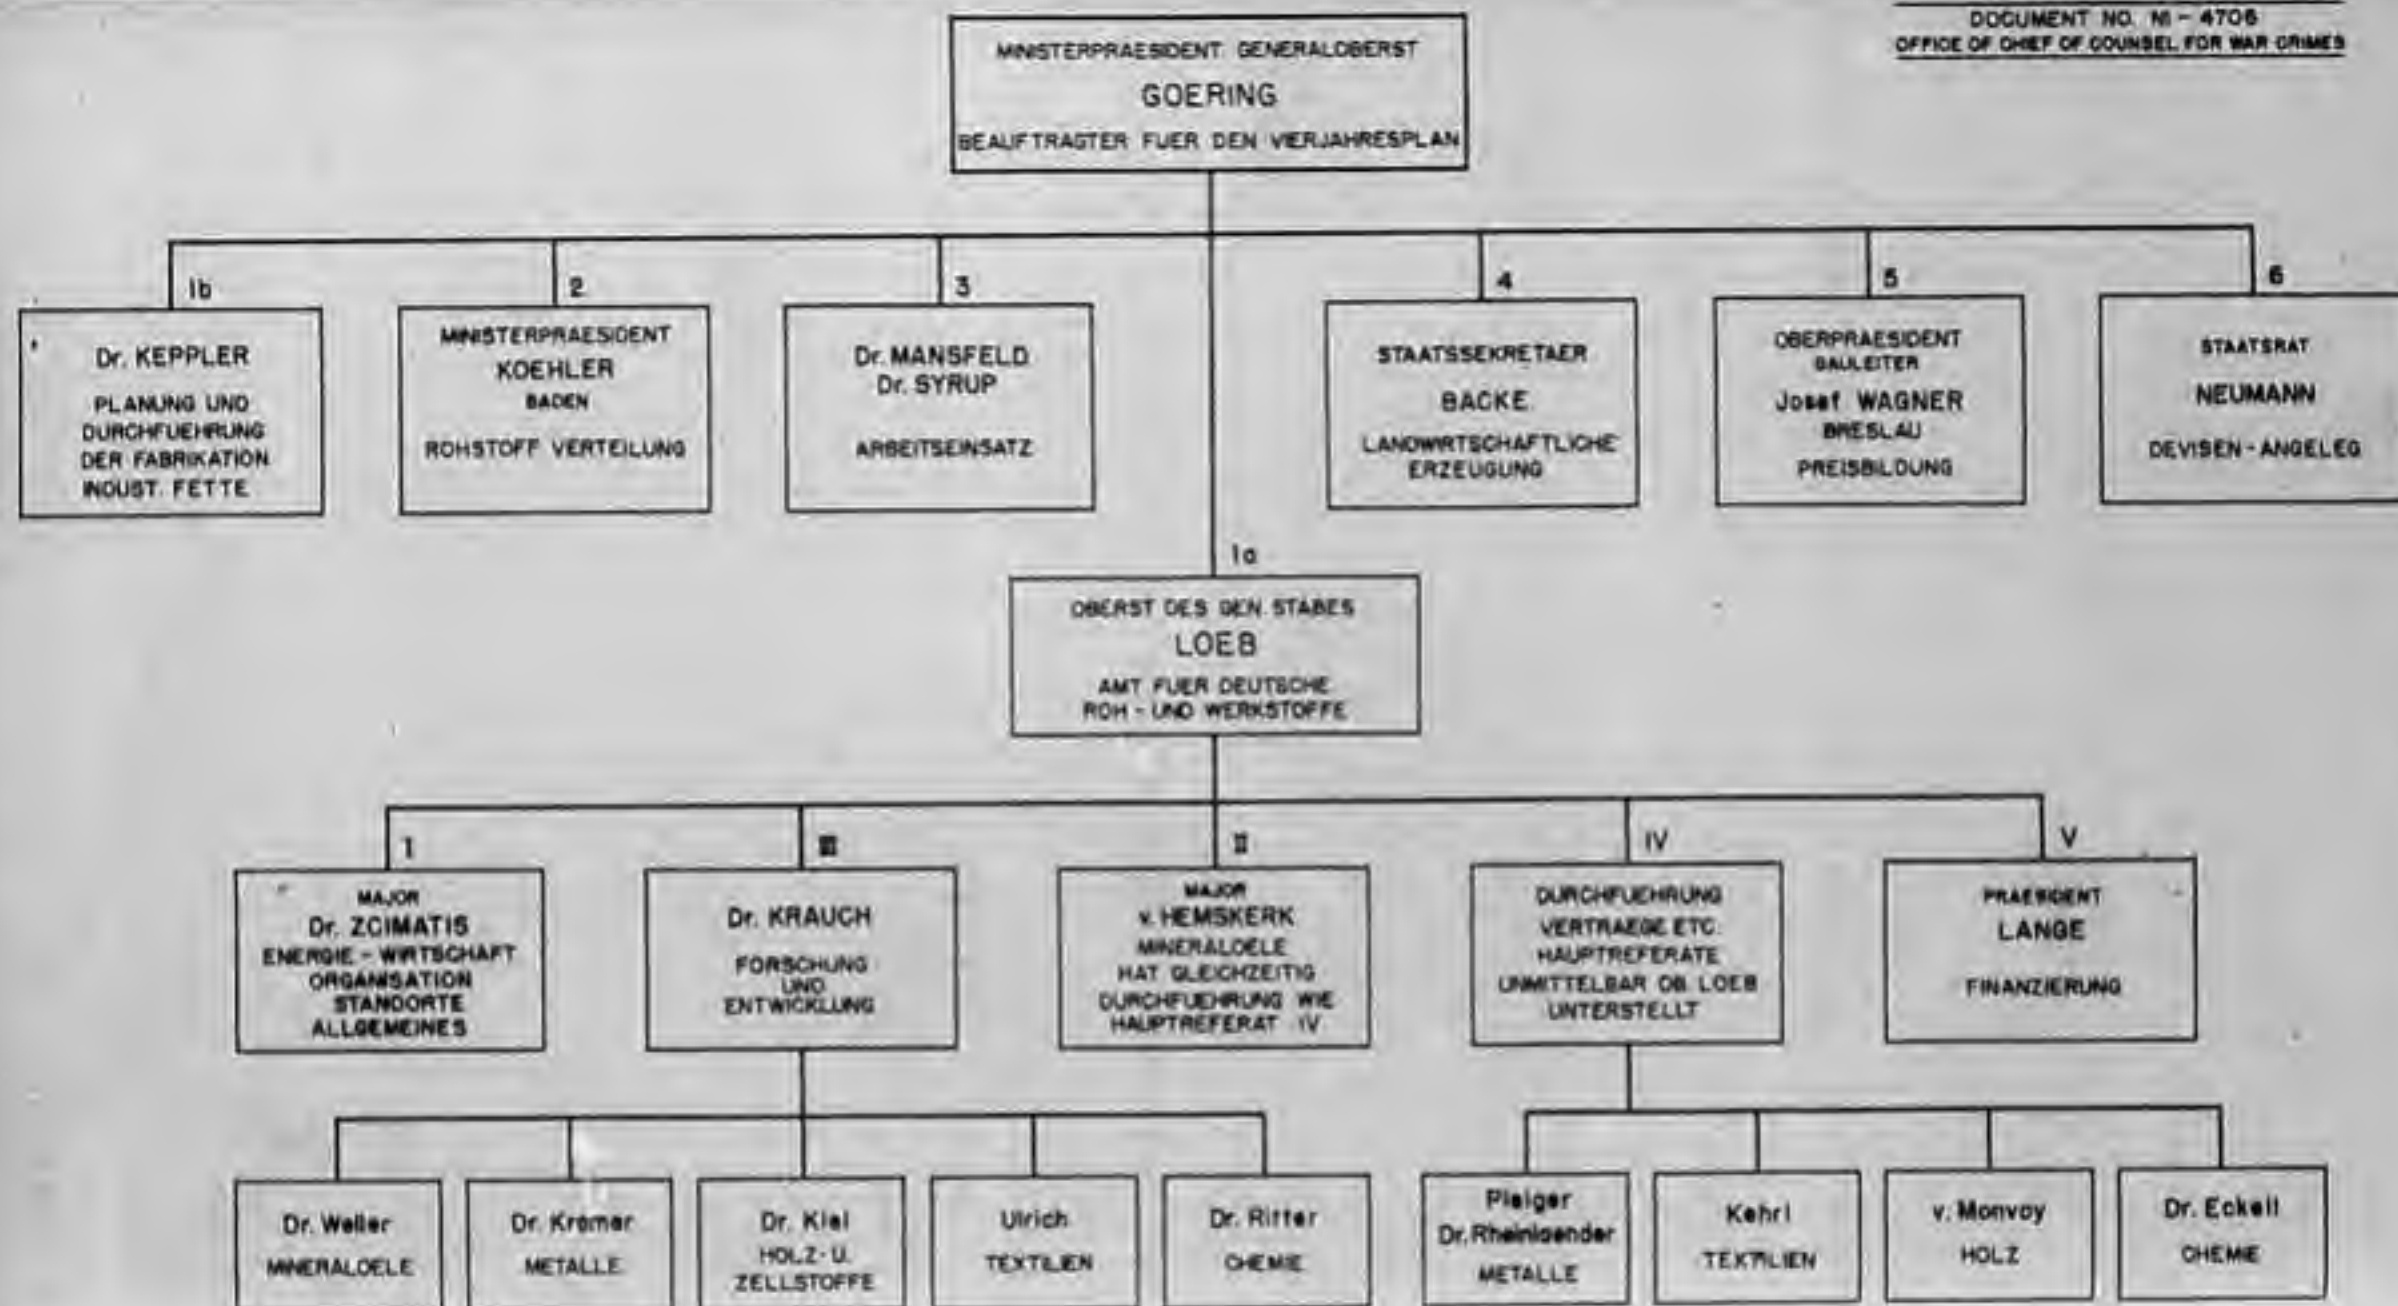 DOCUMENT NO. NI - 4706
OFFICE OF CHIEF OF COUNSEL FOR WAR CRIMES
MINISTERPRAESIDENT GENERALOBERST
GOERING
BEAUFTRAGTER FUER DEN VIERJAHRESPLAN
1b
Dr. KEPPLER
PLANUNG UND
DURCHFUEHRUNG
DER FABRIKATION
INDUST. FETTE
2
MINISTERPRAESIDENT
KOEHLER
BADEN
ROHSTOFF VERTEILUNG
3
Dr. MANSFELD
Dr. SYRUP
ARBEITSEINSATZ
4
STAATSSEKRETAER
BACKE
LANDWIRTSCHAFTLICHE
ERZEUGUNG
5
OBERPRAESIDENT
GAULEITER
Josef WAGNER
BRESLAU
PREISBILDUNG
6
STAATSRAT
NEUMANN
DEVISEN - ANGELEG
1a
OBERST DES GEN. STABES
LOEB
AMT FUER DEUTSCHE
ROH - UND WERKSTOFFE
I
MAJOR
Dr. ZCIMATIS
ENERGIE - WIRTSCHAFT
ORGANISATION
STANDORTE
ALLGEMEINES
III
Dr. KRAUCH
FORSCHUNG
UND
ENTWICKLUNG
II
MAJOR
v. HEMSKERK
MINERALOELE
HAT GLEICHZEITIG
DURCHFUEHRUNG WIE
HAUPTREFERAT IV
IV
DURCHFUEHRUNG
VERTRAEGE ETC.
HAUPTREFERATE
UNMITTELBAR OB. LOEB
UNTERSTELLT
V
PRAESIDENT
LANGE
FINANZIERUNG
Dr. Weller
MINERALOELE
Dr. Kromer
METALLE
Dr. Kiel
HOLZ- U.
ZELLSTOFFE
Ulrich
TEXTILIEN
Dr. Ritter
CHEMIE
Pleiger
Dr. Rheinlaender
METALLE
Kehrl
TEXTILIEN
v. Monvoy
HOLZ
Dr. Eckell
CHEMIE